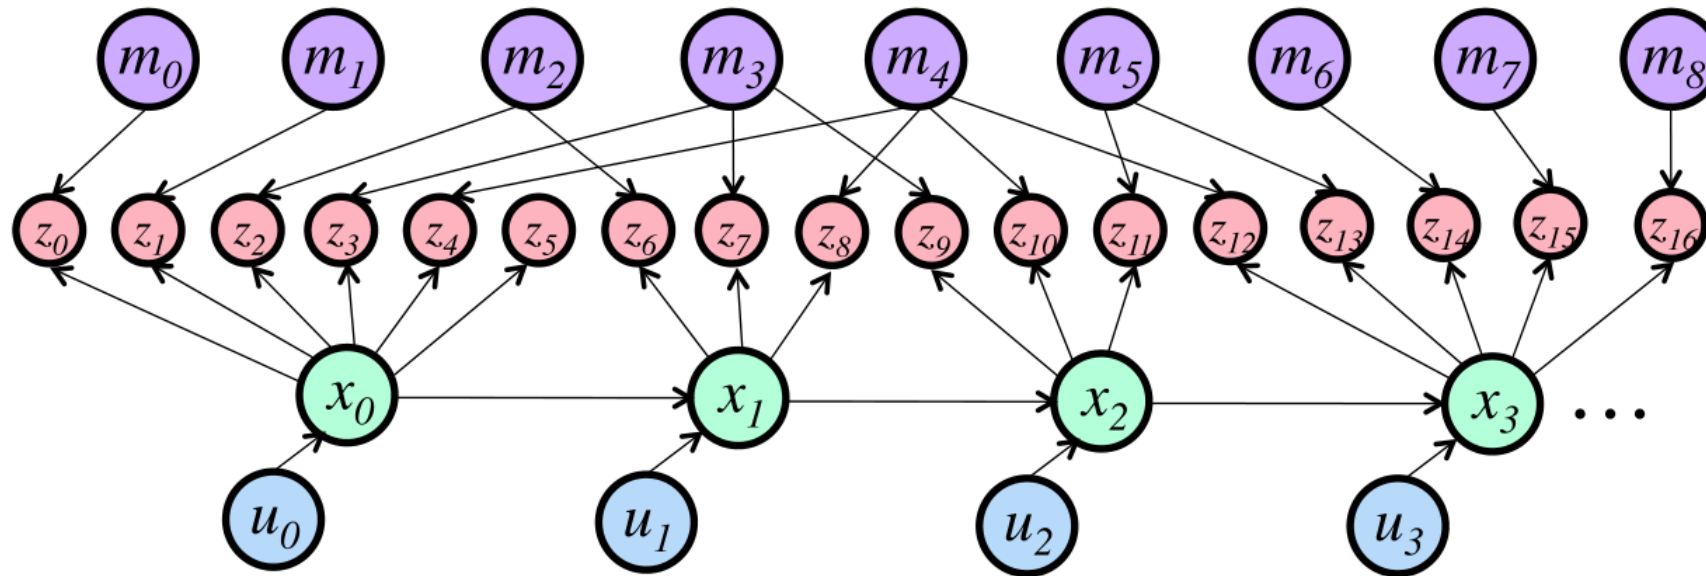 m0 m1 m2 m3 m4 m5 m6 m7 m8
z0 z1 z2 z3 z4 z5 z6 z7 z8 z9 z10 z11 z12 z13 z14 z15 z16
x0 x1 x2 x3 ...
u0 u1 u2 u3